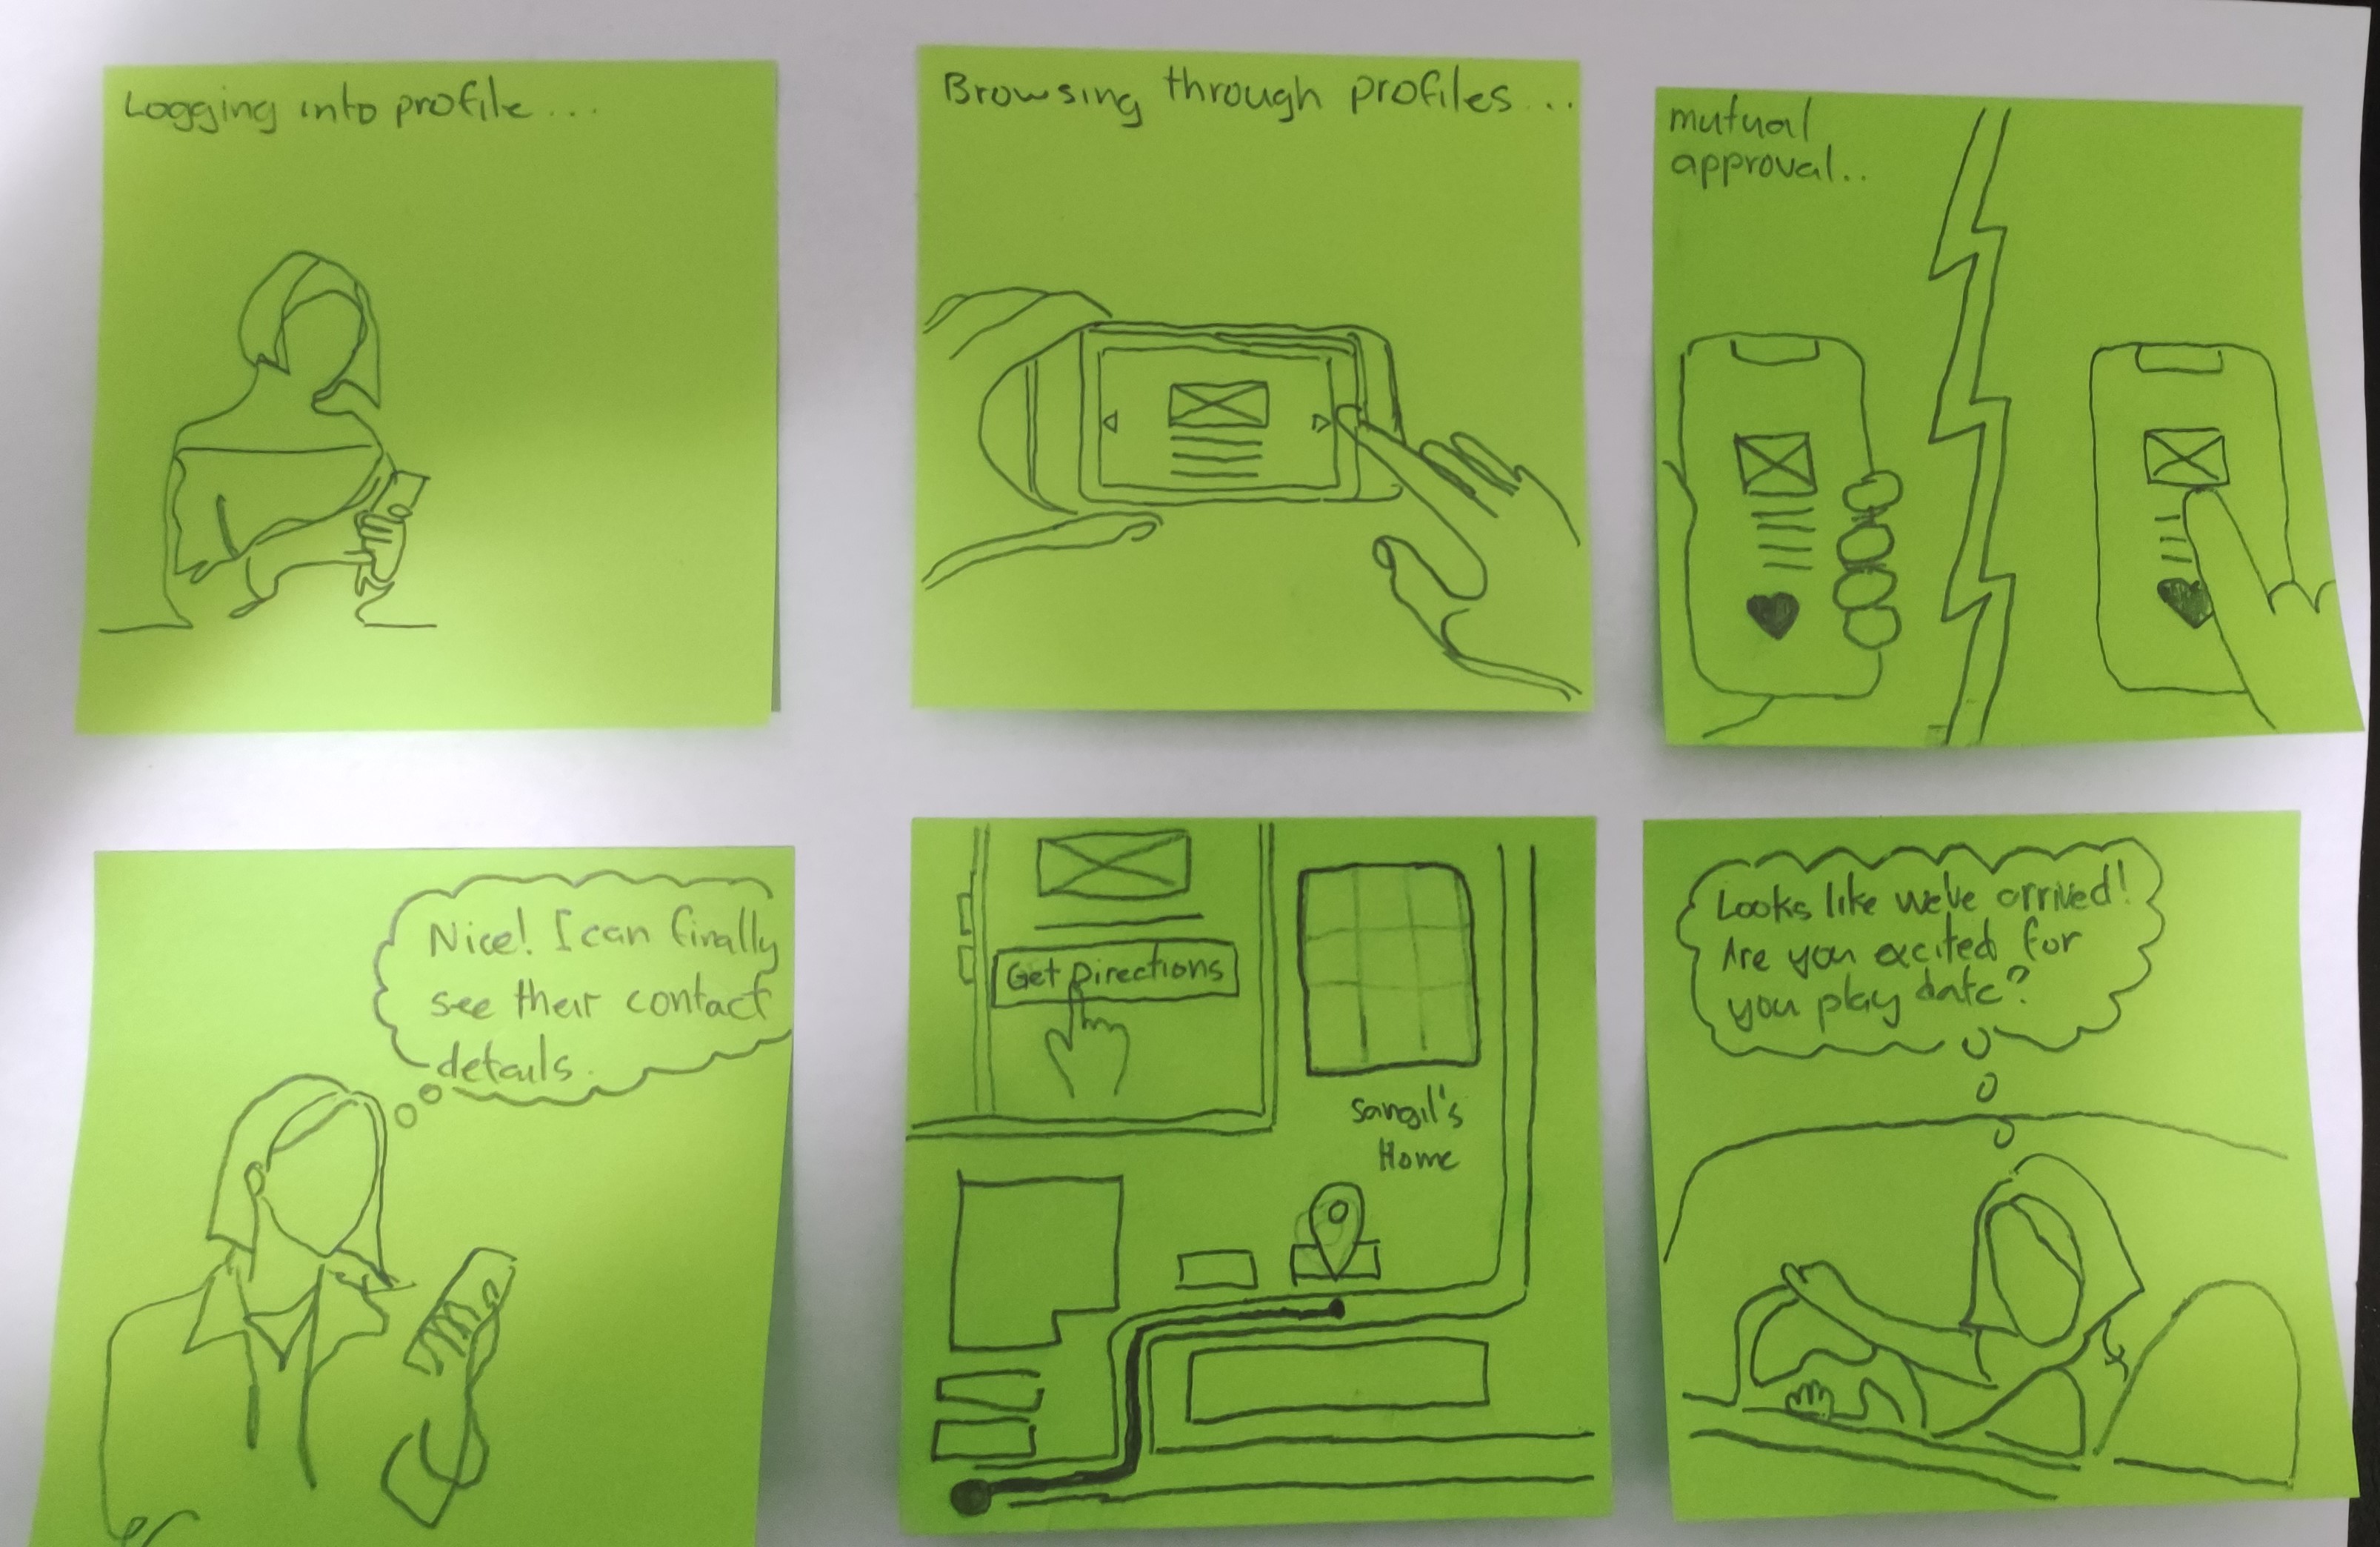 Logging into profile...
Browsing through profiles...
mutual
approval..
Nice! I can finally
see their contact
details.
Get Directions
Sangil's
Home
Looks like we've arrived!
Are you excited for
you play date?